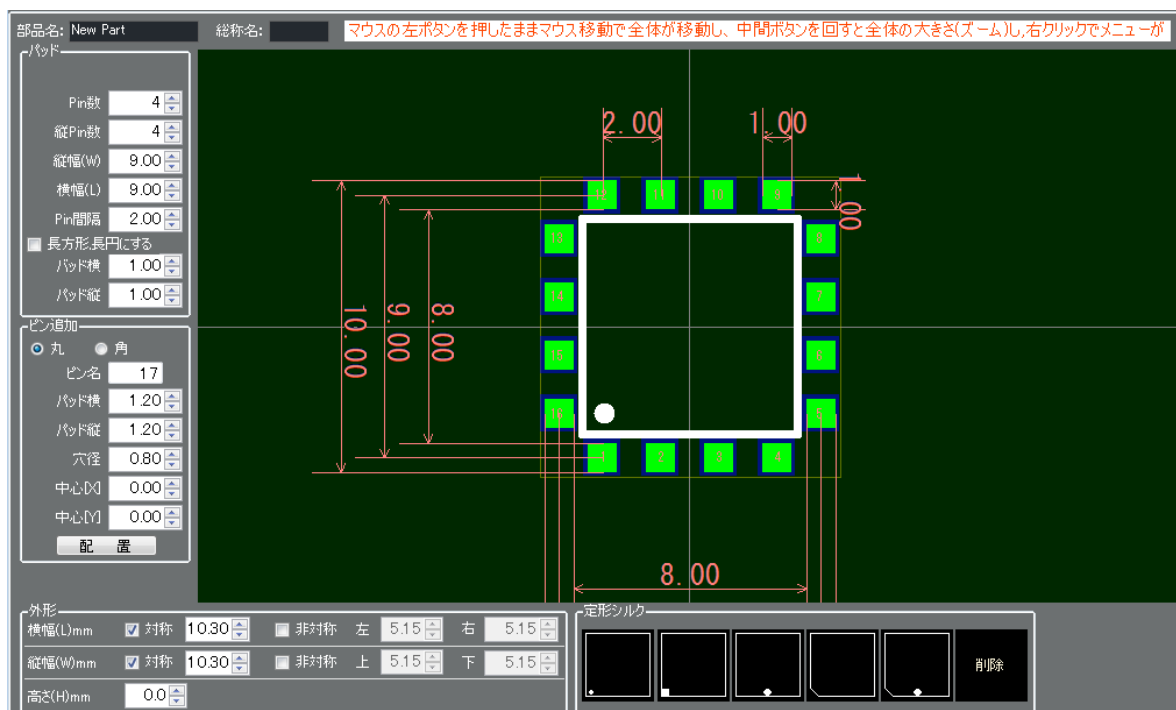 部品名: New Part 総称名: マウスの左ボタンを押したままマウス移動で全体が移動し、中間ボタンを回すと全体の大きさ(ズーム)し,右クリックでメニューが
パッド
Pin数 4
縦Pin数 4
縦幅(W) 9.00
横幅(L) 9.00
Pin間隔 2.00
長方形,長円にする
パッド横 1.00
パッド縦 1.00
ピン追加
丸 角
ピン名 17
パッド横 1.20
パッド縦 1.20
穴径 0.80
中心[X] 0.00
中心[Y] 0.00
配 置
2.00 1.00
1.00
12 11 10 9
13 8
14 7
15 6
16 5
1 2 3 4
10.00 9.00 8.00
8.00
外形
横幅(L)mm 対称 10.30 非対称 左 5.15 右 5.15
縦幅(W)mm 対称 10.30 非対称 上 5.15 下 5.15
高さ(H)mm 0.0
定形シルク
削除